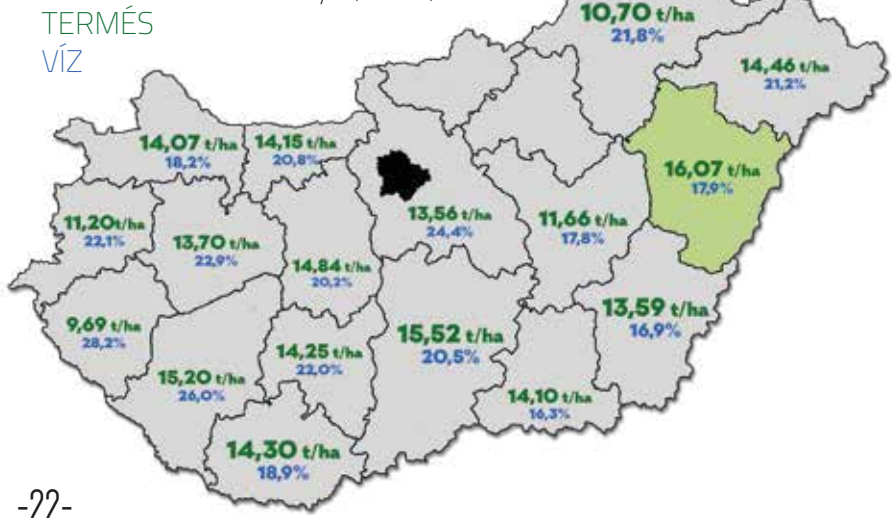 TERMÉS
VÍZ
10,70 t/ha
21,8%
14,46 t/ha
21,2%
14,07 t/ha
18,2%
14,15 t/ha
20,8%
16,07 t/ha
17,9%
11,20t/ha
22,1%
13,70 t/ha
22,9%
13,56 t/ha
24,4%
11,66 t/ha
17,8%
14,84 t/ha
20,2%
13,59 t/ha
16,9%
9,69 t/ha
28,2%
15,52 t/ha
20,5%
14,25 t/ha
22,0%
15,20 t/ha
26,0%
14,10 t/ha
16,3%
14,30 t/ha
18,9%
-22-